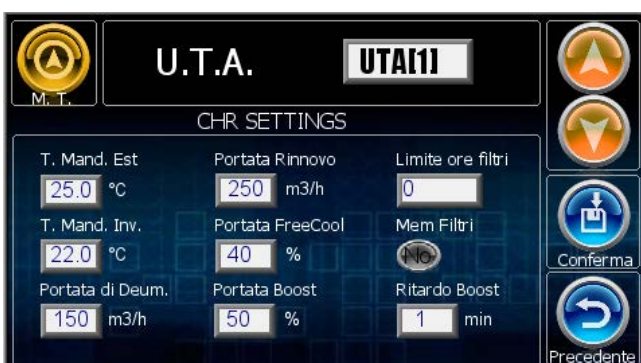 U.T.A. UTA[1]
M. T.
CHR SETTINGS
T. Mand. Est Portata Rinnovo Limite ore filtri
25.0 °C 250 m3/h 0
T. Mand. Inv. Portata FreeCool Mem Filtri
22.0 °C 40 % No
Conferma
Portata di Deum. Portata Boost Ritardo Boost
150 m3/h 50 % 1 min
Precedente